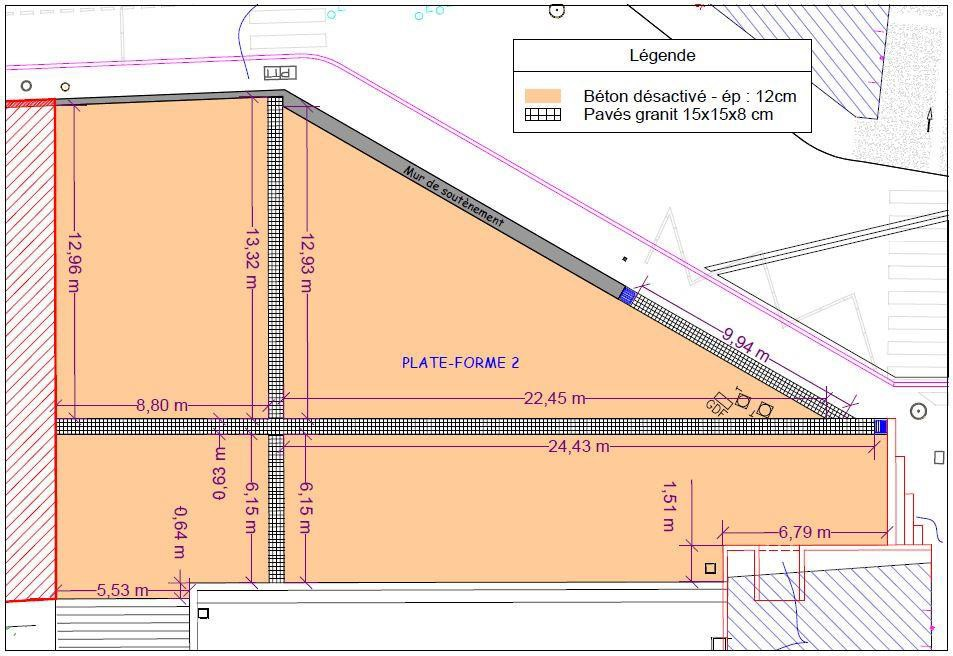 Légende
Béton désactivé - ép : 12cm
Pavés granit 15x15x8 cm
PTT
Mur de soutènement
12,96 m
13,32 m
12,93 m
9,94 m
PLATE-FORME 2
8,80 m
22,45 m
GDF
24,43 m
0,63 m
6,15 m
6,15 m
1,51 m
0,64 m
6,79 m
5,53 m